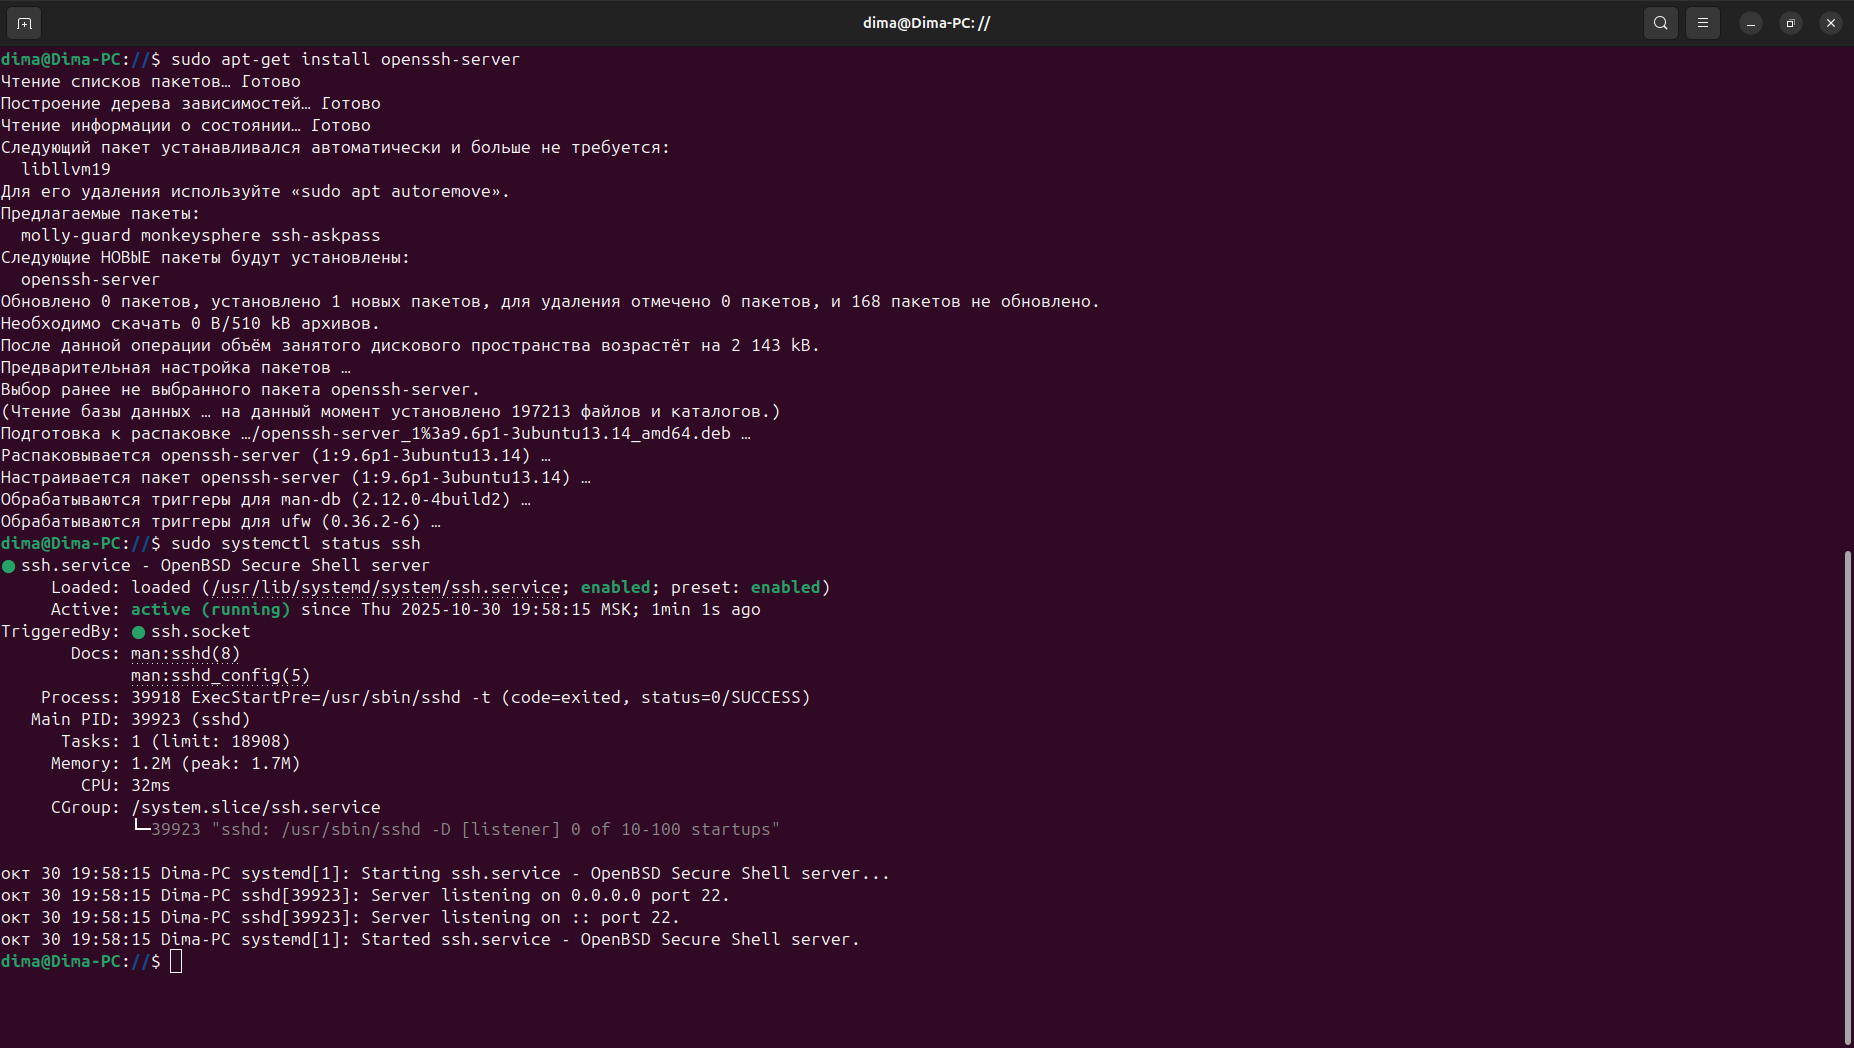 dima@Dima-PC: //
dima@Dima-PC://$ sudo apt-get install openssh-server
Чтение списков пакетов… Готово
Построение дерева зависимостей… Готово
Чтение информации о состоянии… Готово
Следующий пакет устанавливался автоматически и больше не требуется:
  libllvm19
Для его удаления используйте «sudo apt autoremove».
Предлагаемые пакеты:
  molly-guard monkeysphere ssh-askpass
Следующие НОВЫЕ пакеты будут установлены:
  openssh-server
Обновлено 0 пакетов, установлено 1 новых пакетов, для удаления отмечено 0 пакетов, и 168 пакетов не обновлено.
Необходимо скачать 0 B/510 kB архивов.
После данной операции объём занятого дискового пространства возрастёт на 2 143 kB.
Предварительная настройка пакетов …
Выбор ранее не выбранного пакета openssh-server.
(Чтение базы данных … на данный момент установлено 197213 файлов и каталогов.)
Подготовка к распаковке …/openssh-server_1%3a9.6p1-3ubuntu13.14_amd64.deb …
Распаковывается openssh-server (1:9.6p1-3ubuntu13.14) …
Настраивается пакет openssh-server (1:9.6p1-3ubuntu13.14) …
Обрабатываются триггеры для man-db (2.12.0-4build2) …
Обрабатываются триггеры для ufw (0.36.2-6) …
dima@Dima-PC://$ sudo systemctl status ssh
● ssh.service - OpenBSD Secure Shell server
     Loaded: loaded (/usr/lib/systemd/system/ssh.service; enabled; preset: enabled)
     Active: active (running) since Thu 2025-10-30 19:58:15 MSK; 1min 1s ago
TriggeredBy: ● ssh.socket
       Docs: man:sshd(8)
             man:sshd_config(5)
    Process: 39918 ExecStartPre=/usr/sbin/sshd -t (code=exited, status=0/SUCCESS)
   Main PID: 39923 (sshd)
      Tasks: 1 (limit: 18908)
     Memory: 1.2M (peak: 1.7M)
        CPU: 32ms
     CGroup: /system.slice/ssh.service
             └─39923 "sshd: /usr/sbin/sshd -D [listener] 0 of 10-100 startups"
окт 30 19:58:15 Dima-PC systemd[1]: Starting ssh.service - OpenBSD Secure Shell server...
окт 30 19:58:15 Dima-PC sshd[39923]: Server listening on 0.0.0.0 port 22.
окт 30 19:58:15 Dima-PC sshd[39923]: Server listening on :: port 22.
окт 30 19:58:15 Dima-PC systemd[1]: Started ssh.service - OpenBSD Secure Shell server.
dima@Dima-PC://$